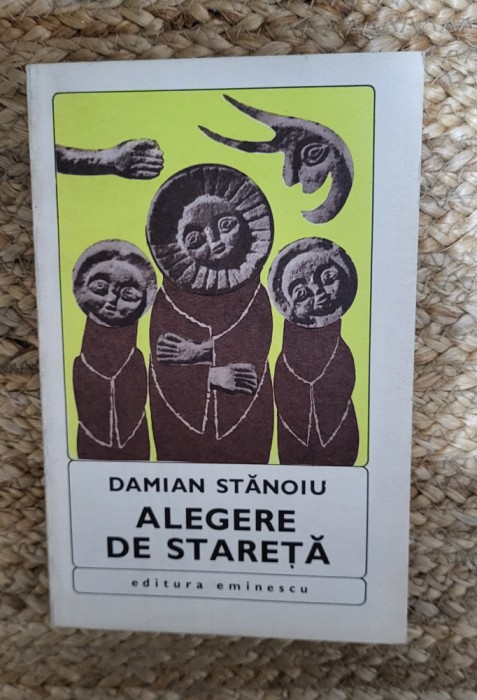 DAMIAN STĂNOIU
ALEGERE
DE STAREȚĂ
editura eminescu